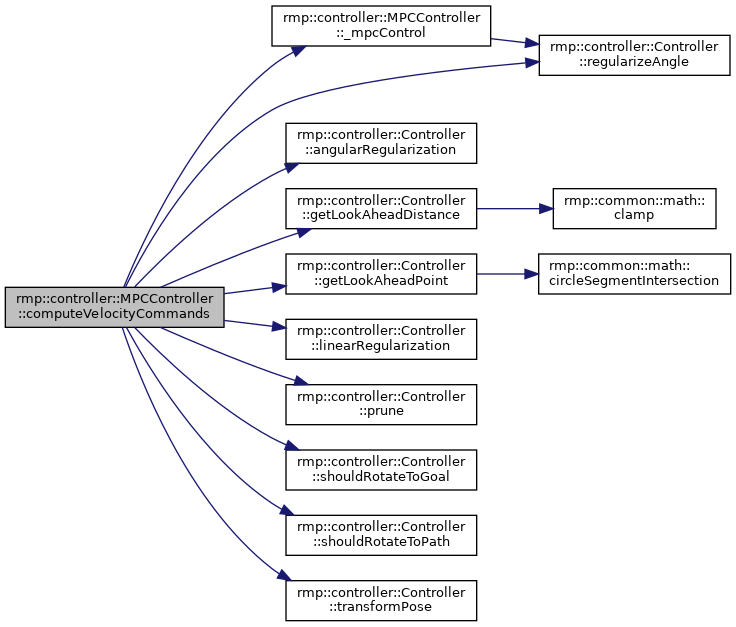 rmp::controller::MPCController
::computeVelocityCommands
rmp::controller::MPCController
::_mpcControl
rmp::controller::Controller
::regularizeAngle
rmp::controller::Controller
::angularRegularization
rmp::controller::Controller
::getLookAheadDistance
rmp::common::math::
clamp
rmp::controller::Controller
::getLookAheadPoint
rmp::common::math::
circleSegmentIntersection
rmp::controller::Controller
::linearRegularization
rmp::controller::Controller
::prune
rmp::controller::Controller
::shouldRotateToGoal
rmp::controller::Controller
::shouldRotateToPath
rmp::controller::Controller
::transformPose